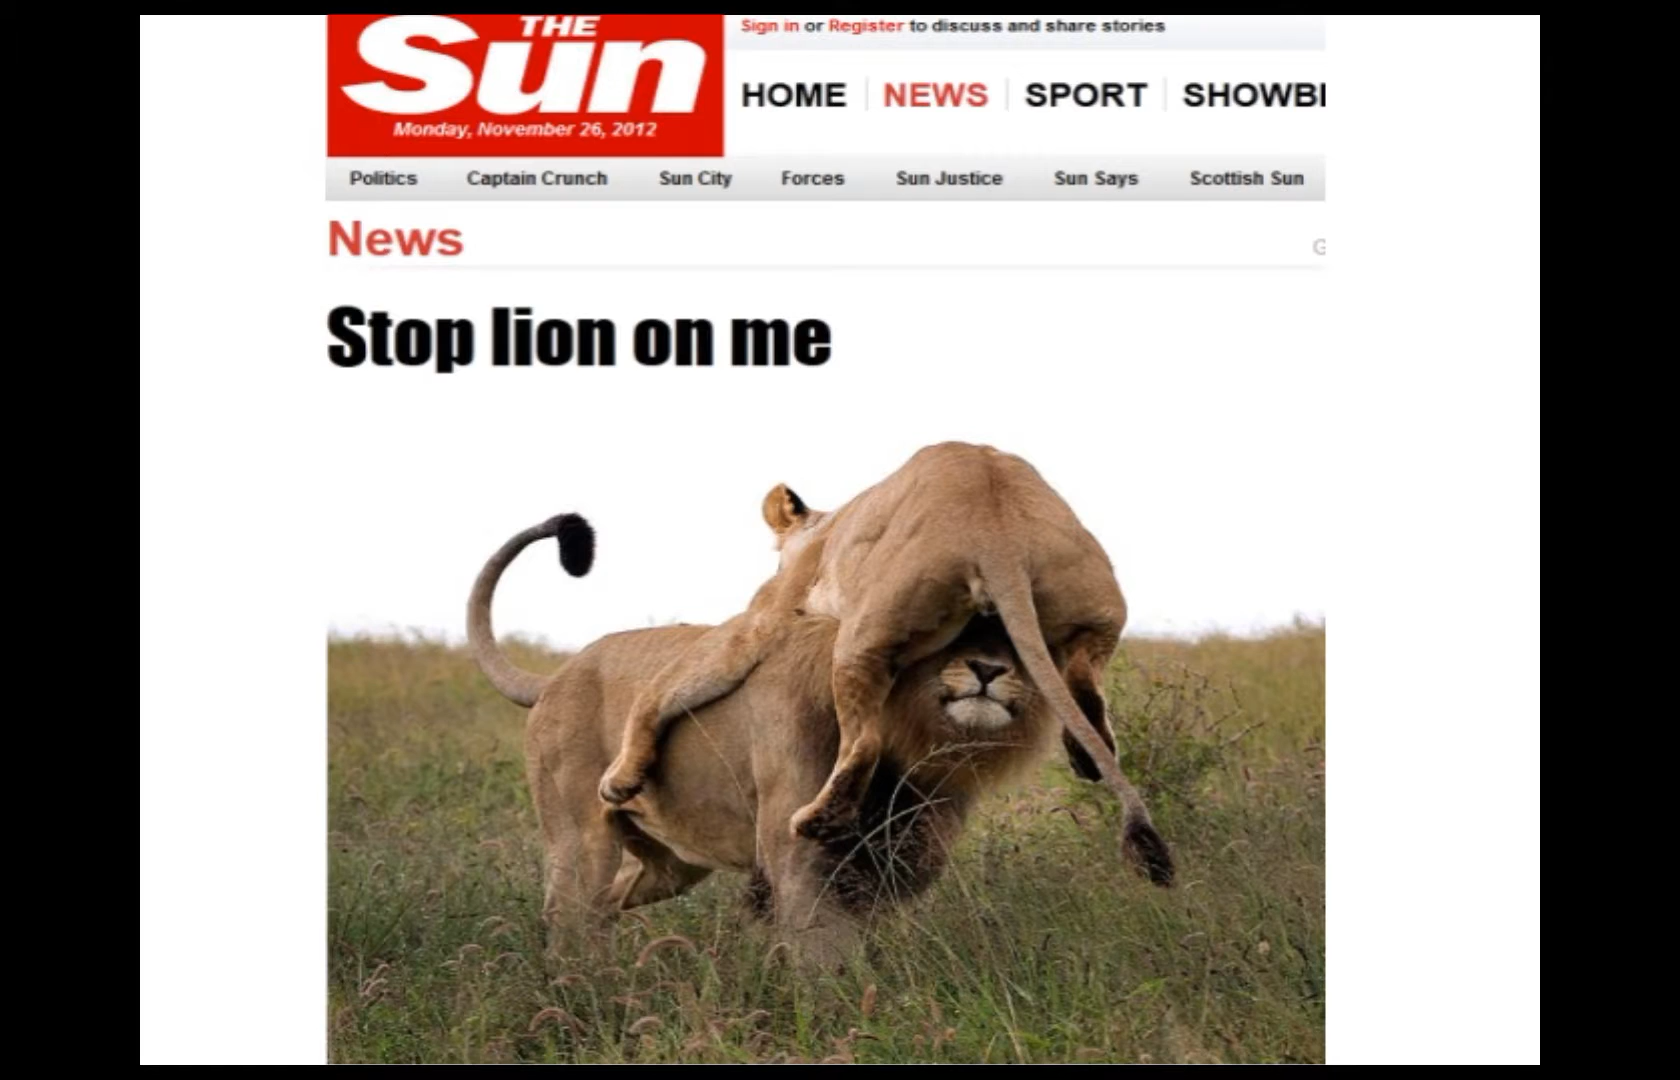 THE
Sun
Monday, November 26, 2012
Sign in or Register to discuss and share stories
HOME NEWS SPORT SHOWBI
Politics Captain Crunch Sun City Forces Sun Justice Sun Says Scottish Sun
News
G
Stop lion on me